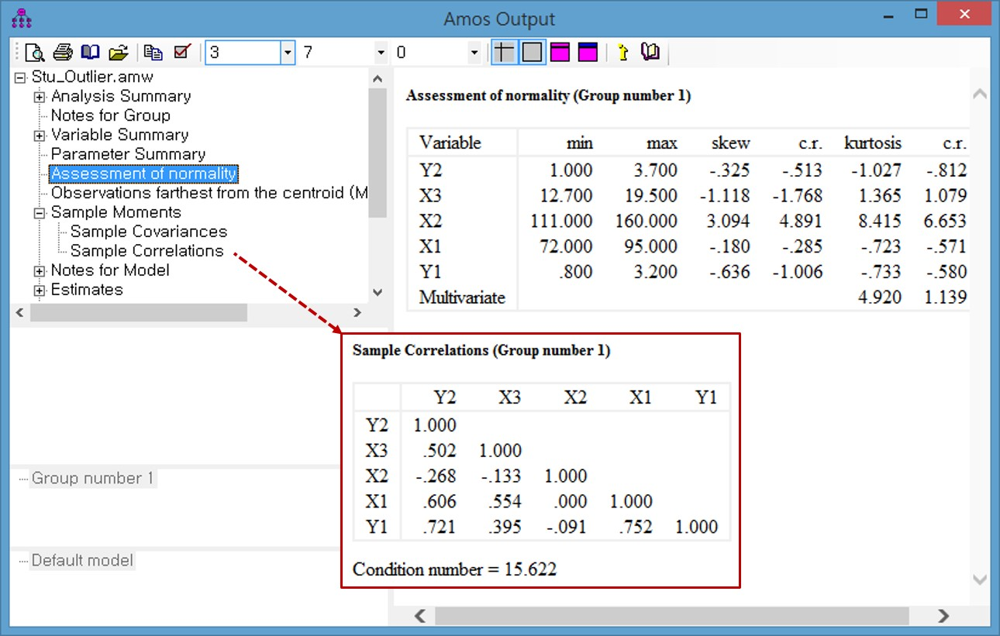 Amos Output
3 7 0
Stu_Outlier.amw
Analysis Summary
Notes for Group
Variable Summary
Parameter Summary
Assessment of normality
Observations farthest from the centroid (M
Sample Moments
Sample Covariances
Sample Correlations
Notes for Model
Estimates
Group number 1
Default model
Assessment of normality (Group number 1)
Variable min max skew c.r. kurtosis c.r.
Y2 1.000 3.700 -.325 -.513 -1.027 -.812
X3 12.700 19.500 -1.118 -1.768 1.365 1.079
X2 111.000 160.000 3.094 4.891 8.415 6.653
X1 72.000 95.000 -.180 -.285 -.723 -.571
Y1 .800 3.200 -.636 -1.006 -.733 -.580
Multivariate 4.920 1.139
Sample Correlations (Group number 1)
Y2 X3 X2 X1 Y1
Y2 1.000
X3 .502 1.000
X2 -.268 -.133 1.000
X1 .606 .554 .000 1.000
Y1 .721 .395 -.091 .752 1.000
Condition number = 15.622